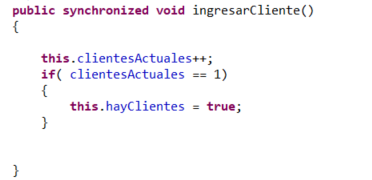 public synchronized void ingresarCliente()
{
this.clientesActuales++;
if( clientesActuales == 1)
{
this.hayClientes = true;
}
}